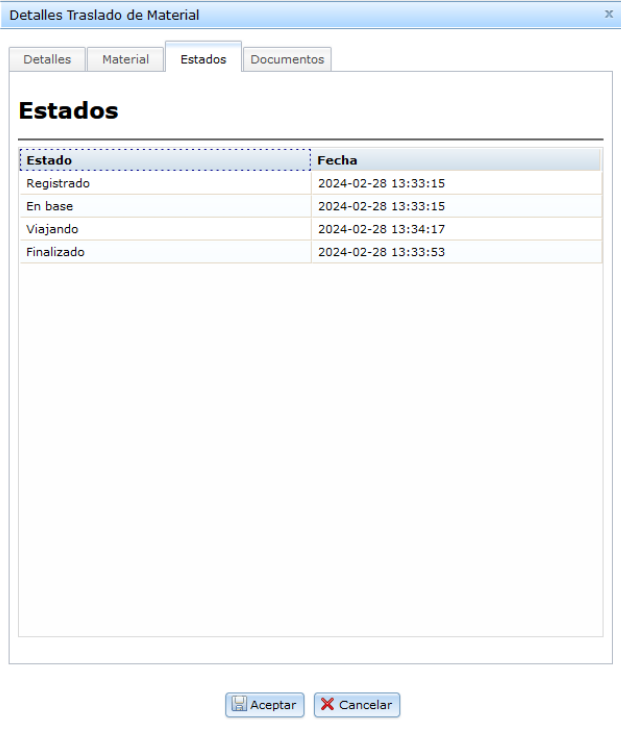 Detalles Traslado de Material x
Detalles Material Estados Documentos
Estados
Estado Fecha
Registrado 2024-02-28 13:33:15
En base 2024-02-28 13:33:15
Viajando 2024-02-28 13:34:17
Finalizado 2024-02-28 13:33:53
Aceptar Cancelar